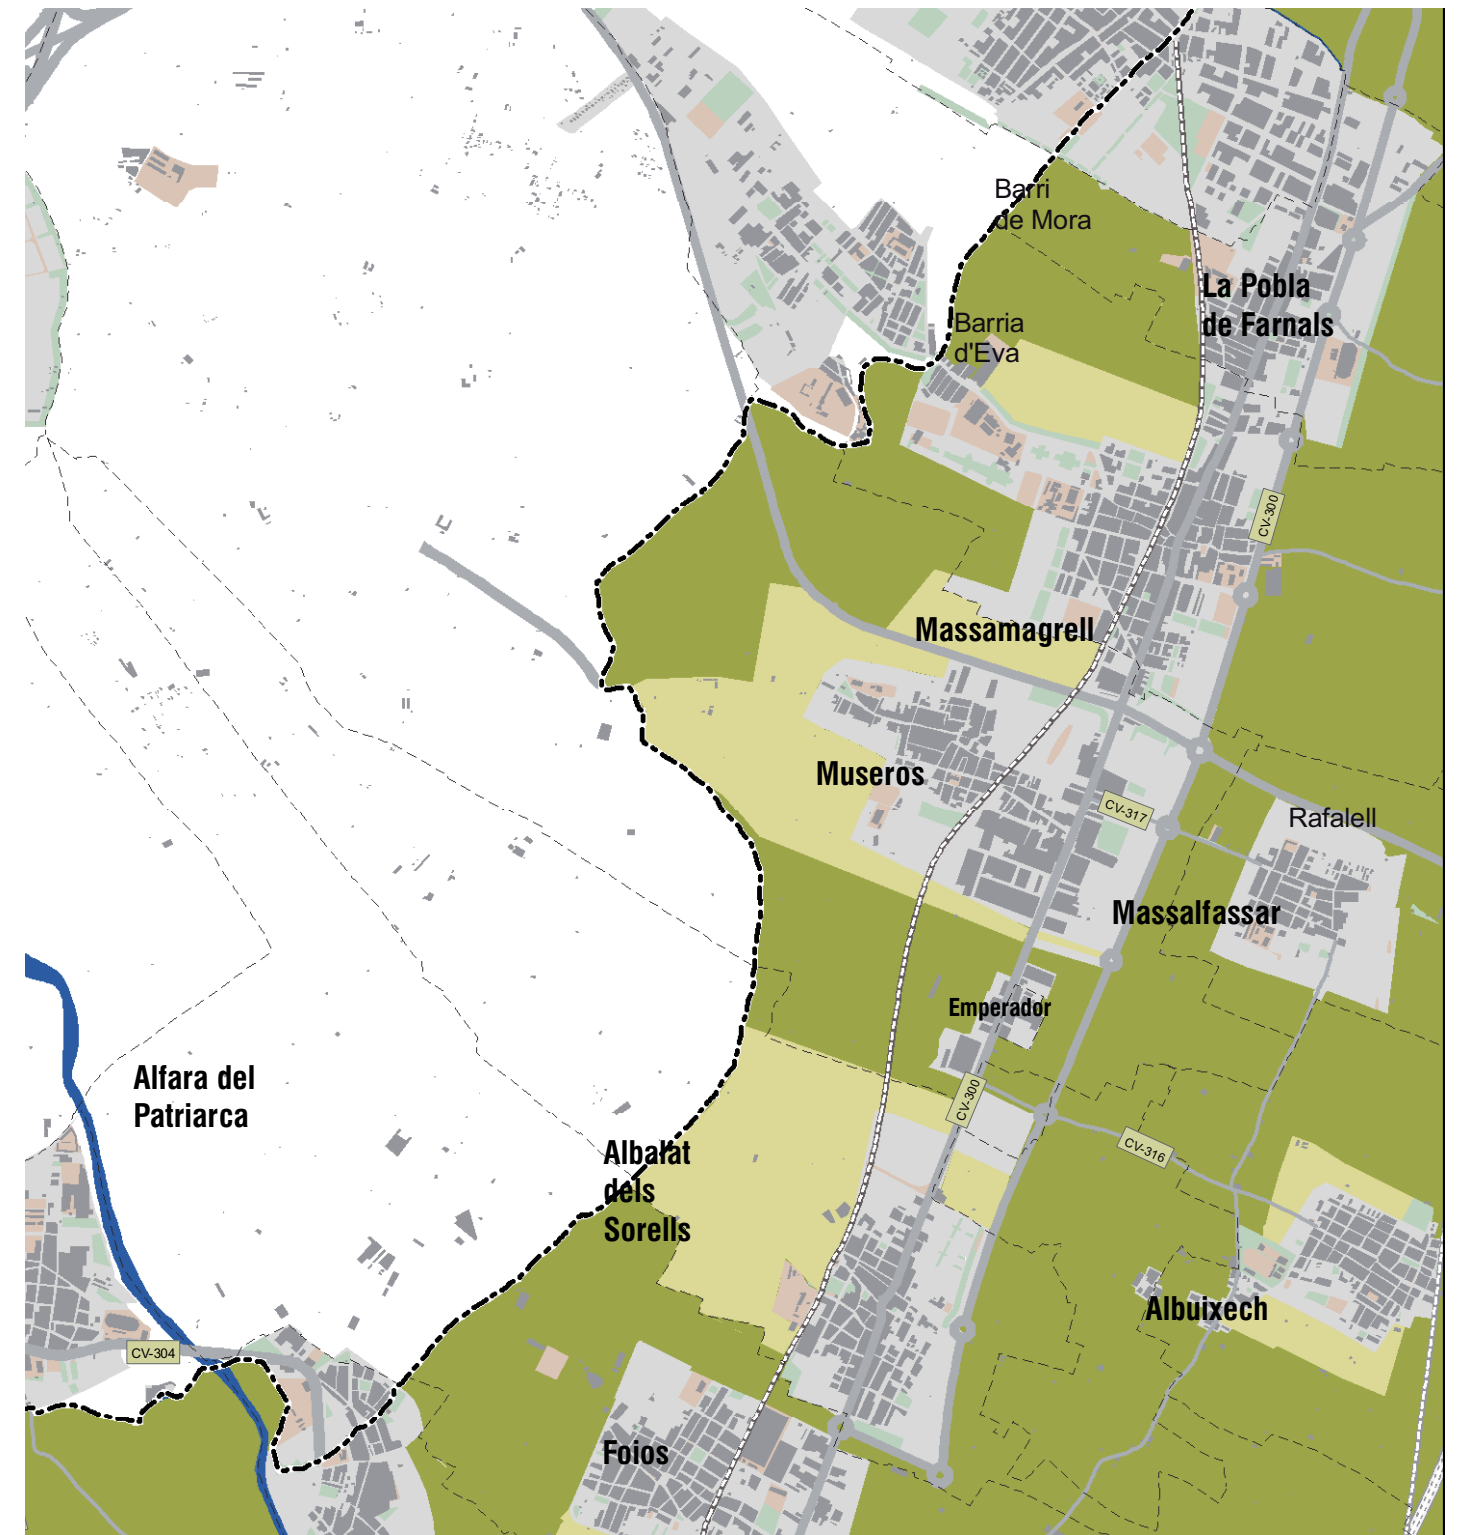 Barri
de Mora
La Pobla
de Farnals
Barria
d'Eva
CV-300
Massamagrell
Museros
CV-317
Rafalell
Massalfassar
Emperador
Alfara del
Patriarca
CV-300
CV-316
Albalat
dels
Sorells
Albuixech
CV-304
Foios